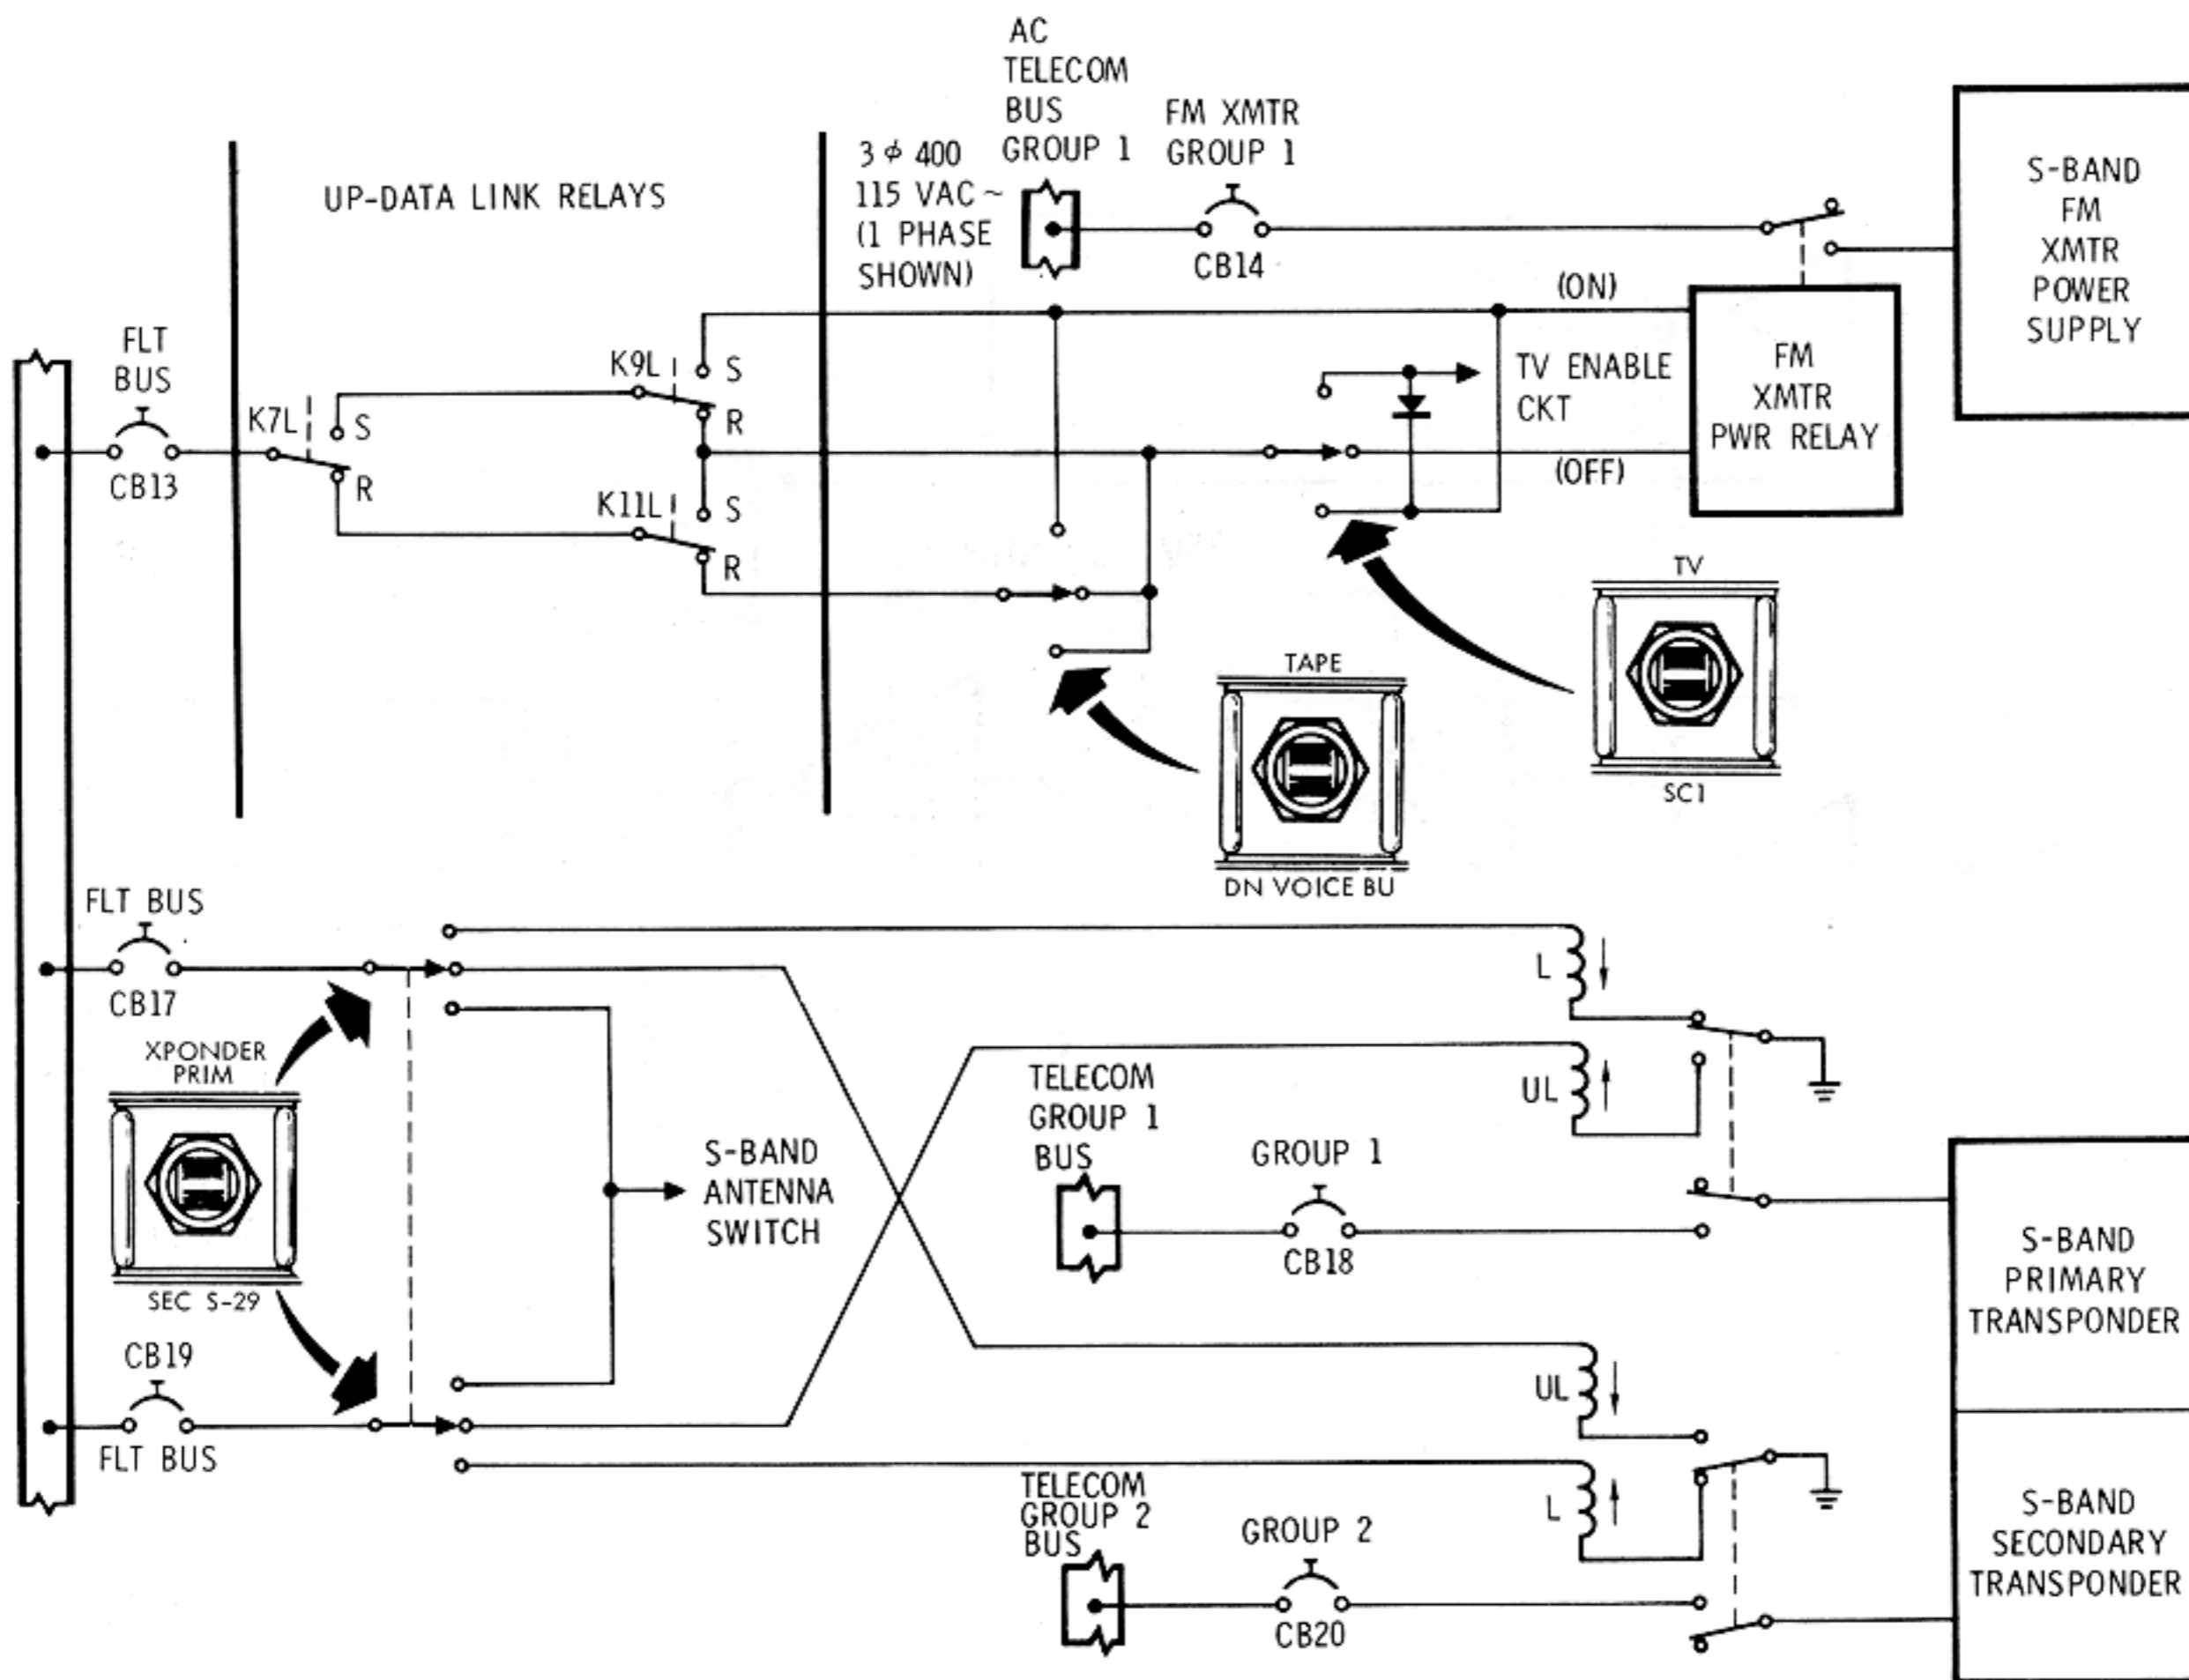 AC
TELECOM
BUS
GROUP 1
FM XMTR
GROUP 1
3 ϕ 400
115 VAC ~
(1 PHASE
SHOWN)
CB14
S-BAND
FM
XMTR
POWER
SUPPLY
UP-DATA LINK RELAYS
FLT
BUS
CB13
K7L
S
R
K9L
S
R
K11L
S
R
(ON)
(OFF)
TV ENABLE
CKT
FM
XMTR
PWR RELAY
TV
SC1
TAPE
DN VOICE BU
FLT BUS
CB17
XPONDER
PRIM
SEC S-29
CB19
FLT BUS
S-BAND
ANTENNA
SWITCH
L
UL
TELECOM
GROUP 1
BUS
GROUP 1
CB18
UL
L
TELECOM
GROUP 2
BUS
GROUP 2
CB20
S-BAND
PRIMARY
TRANSPONDER
S-BAND
SECONDARY
TRANSPONDER